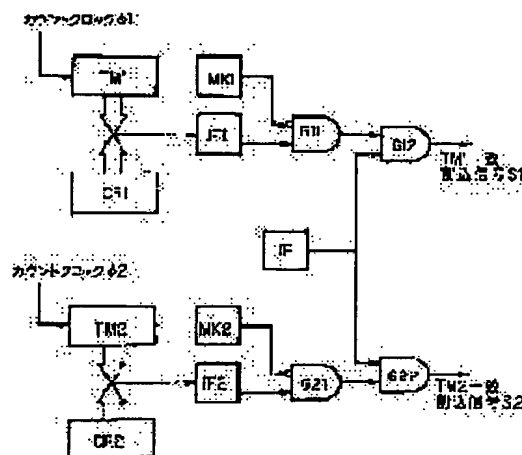 カウントクロックφ1
TM1
MK1
IF1
G11
G12
CR1
TM1一致
割込信号S1
IF
カウントクロックφ2
TM2
MK2
IF2
G21
G22
CR2
TM2一致
割込信号S2